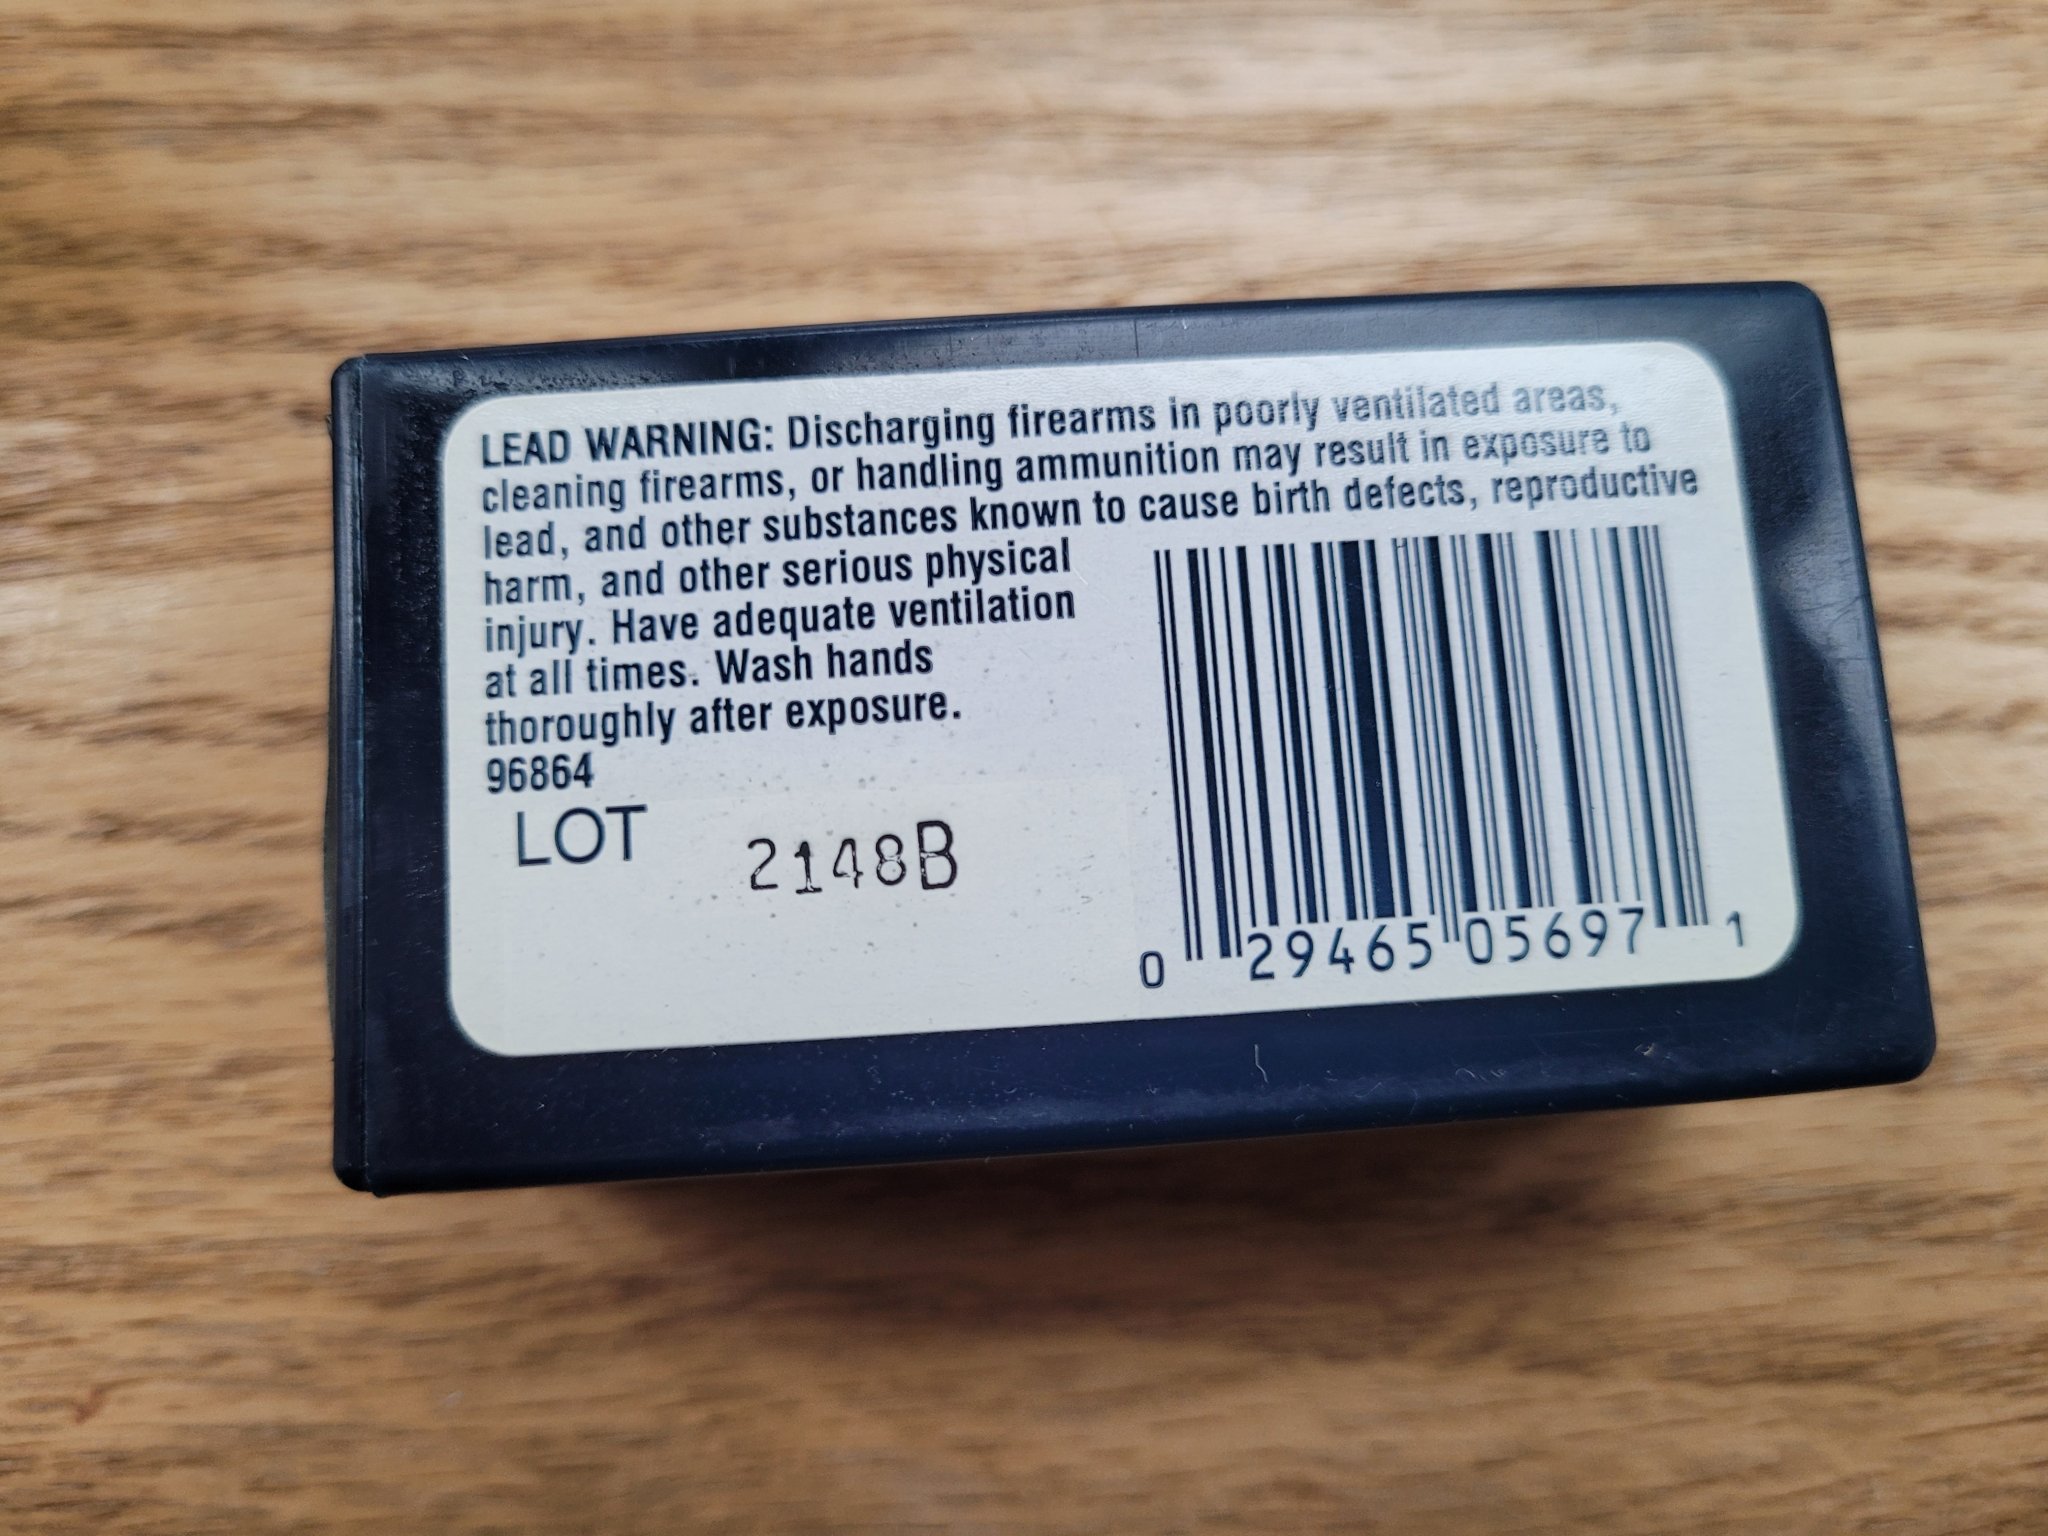 LEAD WARNING: Discharging firearms in poorly ventilated areas,
cleaning firearms, or handling ammunition may result in exposure to
lead, and other substances known to cause birth defects, reproductive
harm, and other serious physical
injury. Have adequate ventilation
at all times. Wash hands
thoroughly after exposure.
96864
LOT 2148B
0 29465 05697 1